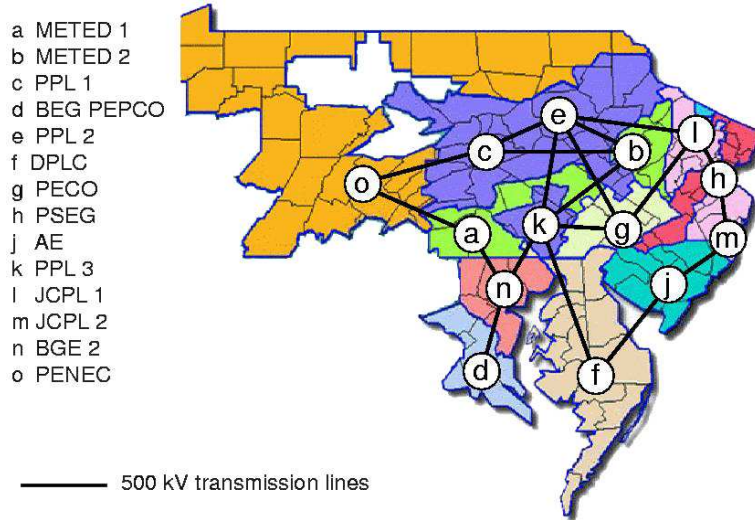 a METED 1
b METED 2
c PPL 1
d BEG PEPCO
e PPL 2
f DPLC
g PECO
h PSEG
j AE
k PPL 3
l JCPL 1
m JCPL 2
n BGE 2
o PENEC
e
l
c
b
o
h
k
g
a
m
n
j
d
f
500 kV transmission lines